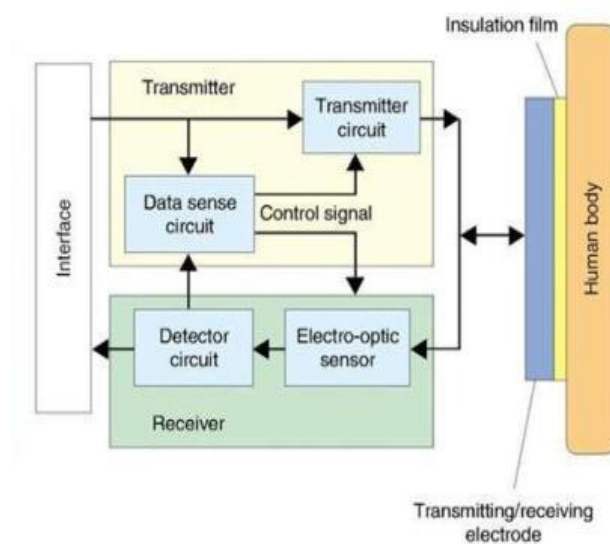 Insulation film
Transmitter
Transmitter
circuit
Data sense
circuit
Control signal
Interface
Human body
Detector
circuit
Electro-optic
sensor
Receiver
Transmitting/receiving
electrode